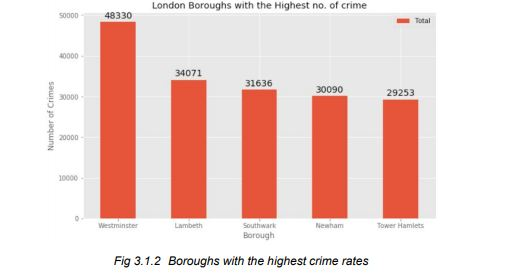 London Boroughs with the Highest no. of crime
50000
40000
30000
20000
10000
0
Number of Crimes
Total
48330
34071
31636
30090
29253
Westminster
Lambeth
Southwark
Newham
Tower Hamlets
Borough
Fig 3.1.2 Boroughs with the highest crime rates